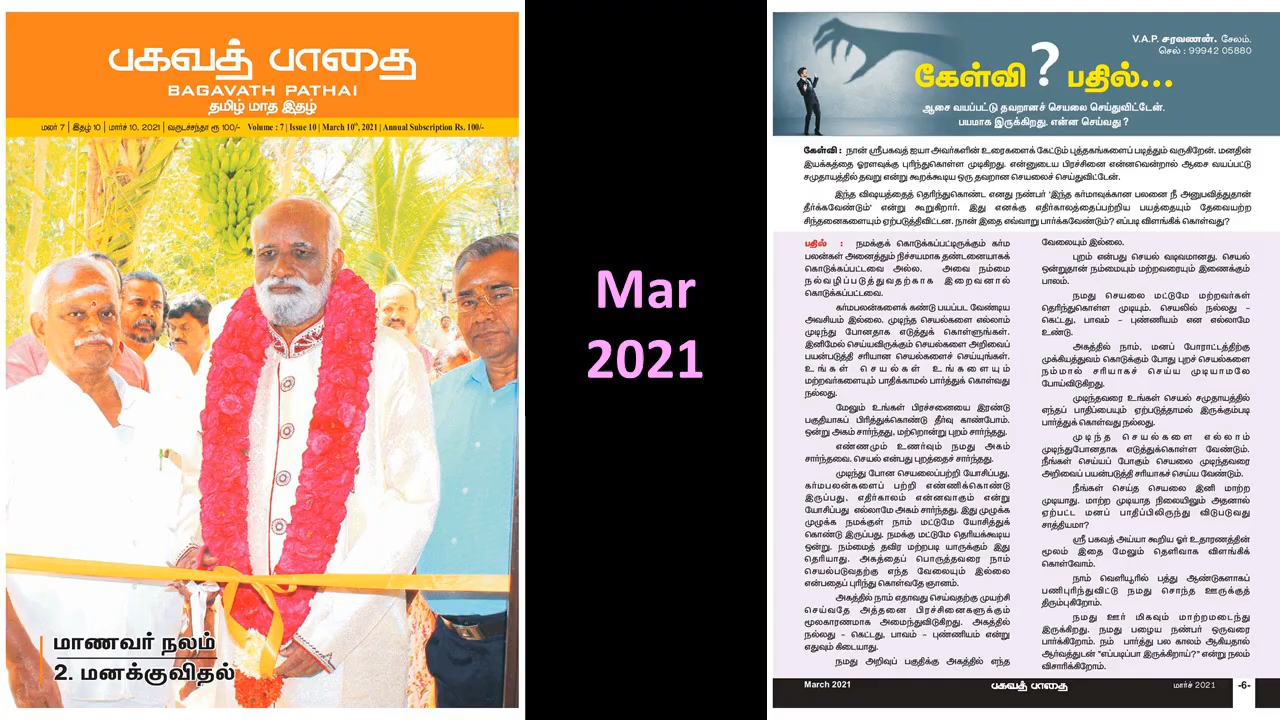 பகவத் பாதை
BAGAVATH PATHAI
தமிழ் மாத இதழ்
மலர் 7 | இதழ் 10 | மார்ச் 10, 2021 | வருடச்சந்தா ரூ 100/- Volume : 7 | Issue 10 | March 10th, 2021 | Annual Subscription Rs. 100/-
மாணவர் நலம்
2. மனக்குவிதல்
Mar
2021
V.A.P. சரவணன், சேலம்.
செல் : 99942 05880
கேள்வி ? பதில்...
ஆசை வயப்பட்டு தவறானச் செயலை செய்துவிட்டேன்.
பயமாக இருக்கிறது. என்ன செய்வது ?
கேள்வி : நான் ஸ்ரீபகவத் ஐயா அவர்களின் உரைகளைக் கேட்டும் புத்தகங்களைப் படித்தும் வருகிறேன். மனதின்
இயக்கத்தை ஓரளவுக்கு புரிந்துகொள்ள முடிகிறது. என்னுடைய பிரச்சினை என்னவென்றால் ஆசை வயப்பட்டு
சமுதாயத்தில் தவறு என்று கூறக்கூடிய ஒரு தவறான செயலைச் செய்துவிட்டேன்.
இந்த விஷயத்தைத் தெரிந்துகொண்ட எனது நண்பர் 'இந்த கர்மாவுக்கான பலனை நீ அனுபவித்துதான்
தீர்க்கவேண்டும்' என்று கூறுகிறார். இது எனக்கு எதிர்காலத்தைப்பற்றிய பயத்தையும் தேவையற்ற
சிந்தனைகளையும் ஏற்படுத்திவிட்டன. நான் இதை எவ்வாறு பார்க்கவேண்டும்? எப்படி விளங்கிக் கொள்வது?
பதில் : நமக்குக் கொடுக்கப்பட்டிருக்கும் கர்ம
பலன்கள் அனைத்தும் நிச்சயமாக தண்டனையாகக்
கொடுக்கப்பட்டவை அல்ல. அவை நம்மை
நல்வழிப்படுத்துவதற்காக இறைவனால்
கொடுக்கப்பட்டவை.
கர்மபலன்களைக் கண்டு பயப்பட வேண்டிய
அவசியம் இல்லை. முடிந்த செயல்களை எல்லாம்
முடிந்து போனதாக எடுத்துக் கொள்ளுங்கள்.
இனிமேல் செய்யவிருக்கும் செயல்களை அறிவைப்
பயன்படுத்தி சரியான செயல்களைச் செய்யுங்கள்.
உங்கள் செயல்கள் உங்களையும்
மற்றவர்களையும் பாதிக்காமல் பார்த்துக் கொள்வது
நல்லது.
மேலும் உங்கள் பிரச்சனையை இரண்டு
பகுதியாகப் பிரித்துக்கொண்டு தீர்வு காண்போம்.
ஒன்று அகம் சார்ந்தது, மற்றொன்று புறம் சார்ந்தது.
எண்ணமும் உணர்வும் நமது அகம்
சார்ந்தவை. செயல் என்பது புறத்தைச் சார்ந்தது.
முடிந்து போன செயலைப்பற்றி யோசிப்பது,
கர்மபலன்களைப் பற்றி எண்ணிக்கொண்டு
இருப்பது, எதிர்காலம் என்னவாகும் என்று
யோசிப்பது எல்லாமே அகம் சார்ந்தது. இது முழுக்க
முழுக்க நமக்குள் நாம் மட்டுமே யோசித்துக்
கொண்டு இருப்பது. நமக்கு மட்டுமே தெரியக்கூடிய
ஒன்று. நம்மைத் தவிர மற்றபடி யாருக்கும் இது
தெரியாது. அகத்தைப் பொருத்தவரை நாம்
செயல்படுவதற்கு எந்த வேலையும் இல்லை
என்பதைப் புரிந்து கொள்வதே ஞானம்.
அகத்தில் நாம் எதாவது செய்வதற்கு முயற்சி
செய்வதே அத்தனை பிரச்சினைகளுக்கும்
மூலகாரணமாக அமைந்துவிடுகிறது. அகத்தில்
நல்லது - கெட்டது, பாவம் - புண்ணியம் என்று
எதுவும் கிடையாது.
நமது அறிவுப் பகுதிக்கு அகத்தில் எந்த
வேலையும் இல்லை.
புறம் என்பது செயல் வடிவமானது. செயல்
ஒன்றுதான் நம்மையும் மற்றவரையும் இணைக்கும்
பாலம்.
நமது செயலை மட்டுமே மற்றவர்கள்
தெரிந்துகொள்ள முடியும். செயலில் நல்லது -
கெட்டது, பாவம் - புண்ணியம் என எல்லாமே
உண்டு.
அகத்தில் நாம், மனப் போராட்டத்திற்கு
முக்கியத்துவம் கொடுக்கும் போது புறச் செயல்களை
நம்மால் சரியாகச் செய்ய முடியாமலே
போய்விடுகிறது.
முடிந்தவரை உங்கள் செயல் சமுதாயத்தில்
எந்தப் பாதிப்பையும் ஏற்படுத்தாமல் இருக்கும்படி
பார்த்துக் கொள்வது நல்லது.
முடிந்த செயல்களை எல்லாம்
முடிந்துபோனதாக எடுத்துக்கொள்ள வேண்டும்.
நீங்கள் செய்யப் போகும் செயலை முடிந்தவரை
அறிவைப் பயன்படுத்தி சரியாகச் செய்ய வேண்டும்.
நீங்கள் செய்த செயலை இனி மாற்ற
முடியாது. மாற்ற முடியாத நிலையிலும் அதனால்
ஏற்பட்ட மனப் பாதிப்பிலிருந்து விடுபடுவது
சாத்தியமா?
ஸ்ரீ பகவத் அய்யா கூறிய ஓர் உதாரணத்தின்
மூலம் இதை மேலும் தெளிவாக விளங்கிக்
கொள்வோம்.
நாம் வெளியூரில் பத்து ஆண்டுகளாகப்
பணிபுரிந்துவிட்டு நமது சொந்த ஊருக்குத்
திரும்புகிறோம்.
நமது ஊர் மிகவும் மாற்றமடைந்து
இருக்கிறது. நமது பழைய நண்பர் ஒருவரை
பார்க்கிறோம். நம் பார்த்து பல காலம் ஆகியதால்
ஆர்வத்துடன் "எப்படிப்பா இருக்கிறாய்?" என்று நலம்
விசாரிக்கிறோம்.
March 2021 பகவத் பாதை மார்ச் 2021 -6-